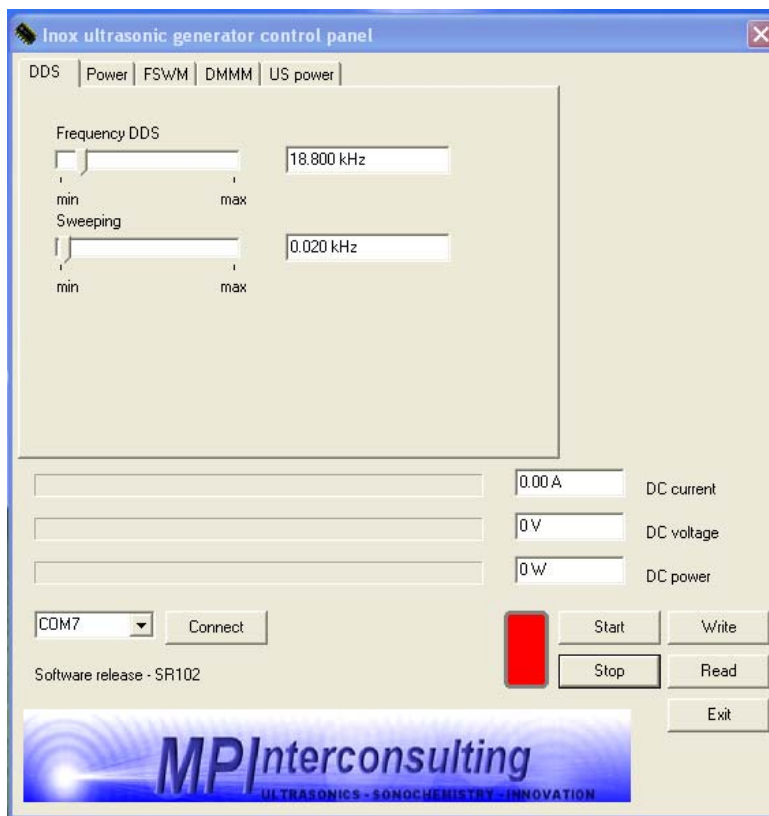 Inox ultrasonic generator control panel
DDS Power FSWM DMMM US power
Frequency DDS
18.800 kHz
min max
Sweeping
0.020 kHz
min max
0.00 A DC current
0 V DC voltage
0 W DC power
COM7 Connect Start Write
Software release - SR102 Stop Read
Exit
MPInterconsulting
ULTRASONICS - SONOCHEMISTRY - INNOVATION